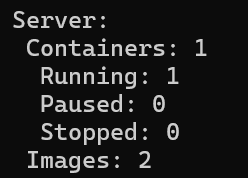 Server:
 Containers: 1
  Running: 1
  Paused: 0
  Stopped: 0
 Images: 2